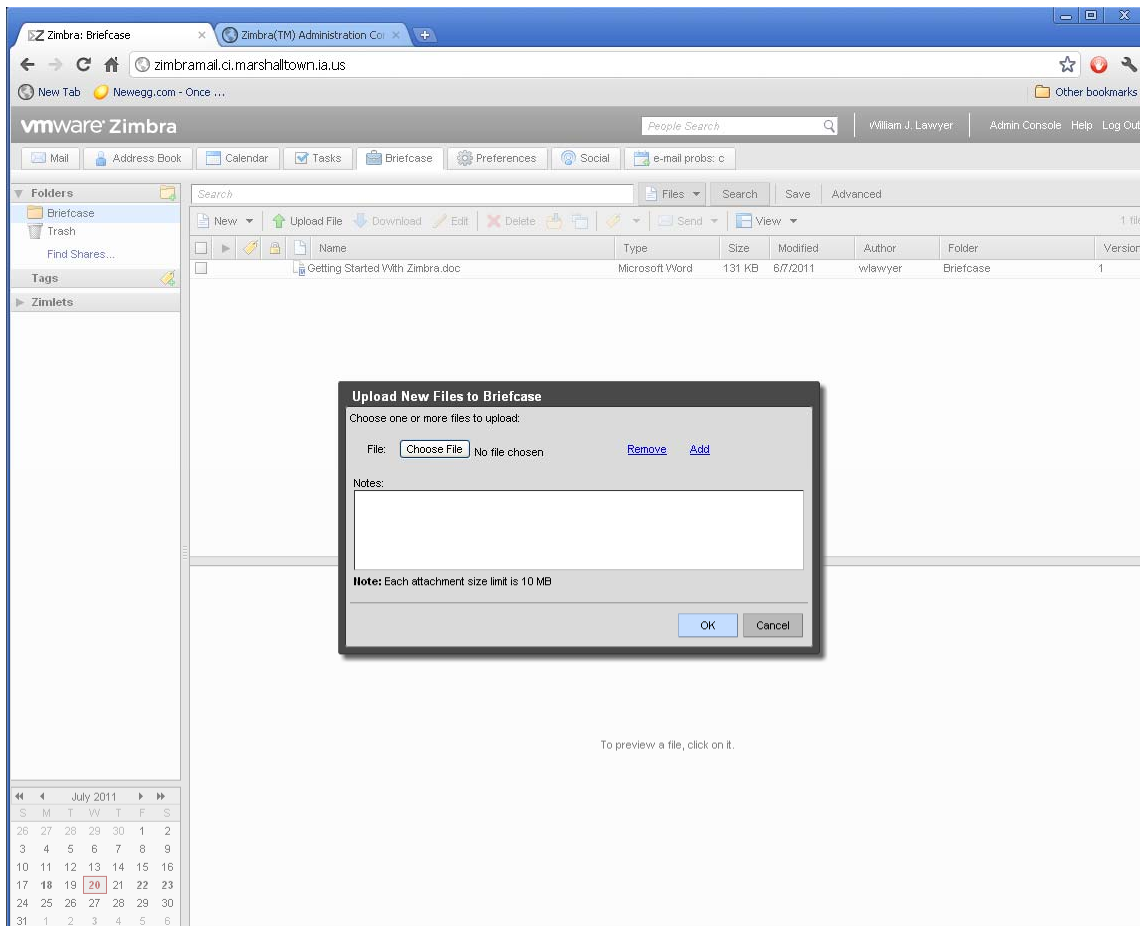 Zimbra: Briefcase
Zimbra(TM) Administration Co
zimbramail.ci.marshalltown.ia.us
New Tab
Newegg.com - Once ...
Other bookmarks
vmware Zimbra
People Search
William J. Lawyer
Admin Console
Help
Log Out
Mail
Address Book
Calendar
Tasks
Briefcase
Preferences
Social
e-mail probs: c
Folders
Search
Files
Search
Save
Advanced
Briefcase
Trash
Find Shares...
Tags
Zimlets
New
Upload File
Download
Edit
Delete
Send
View
1 file
Name
Type
Size
Modified
Author
Folder
Version
Getting Started With Zimbra.doc
Microsoft Word
131 KB
6/7/2011
wlawyer
Briefcase
1
Upload New Files to Briefcase
Choose one or more files to upload:
File:
Choose File
No file chosen
Remove
Add
Notes:
Note: Each attachment size limit is 10 MB
OK
Cancel
To preview a file, click on it.
July 2011
S M T W T F S
26 27 28 29 30 1 2
3 4 5 6 7 8 9
10 11 12 13 14 15 16
17 18 19 20 21 22 23
24 25 26 27 28 29 30
31 1 2 3 4 5 6